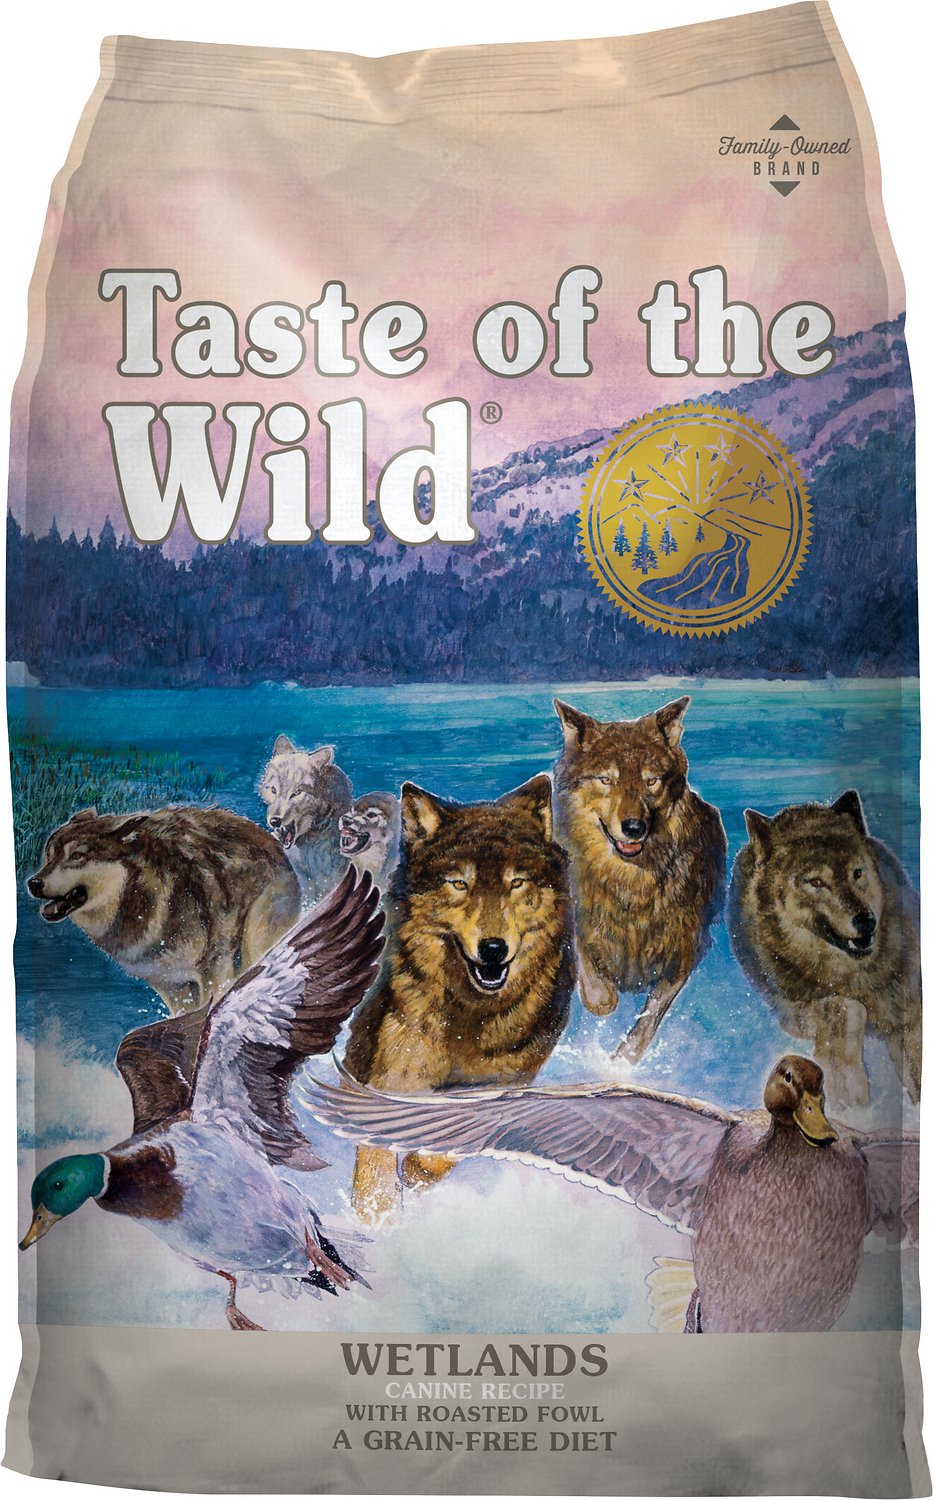 Family-Owned
BRAND
Taste of the
Wild®
WETLANDS
CANINE RECIPE
WITH ROASTED FOWL
A GRAIN-FREE DIET